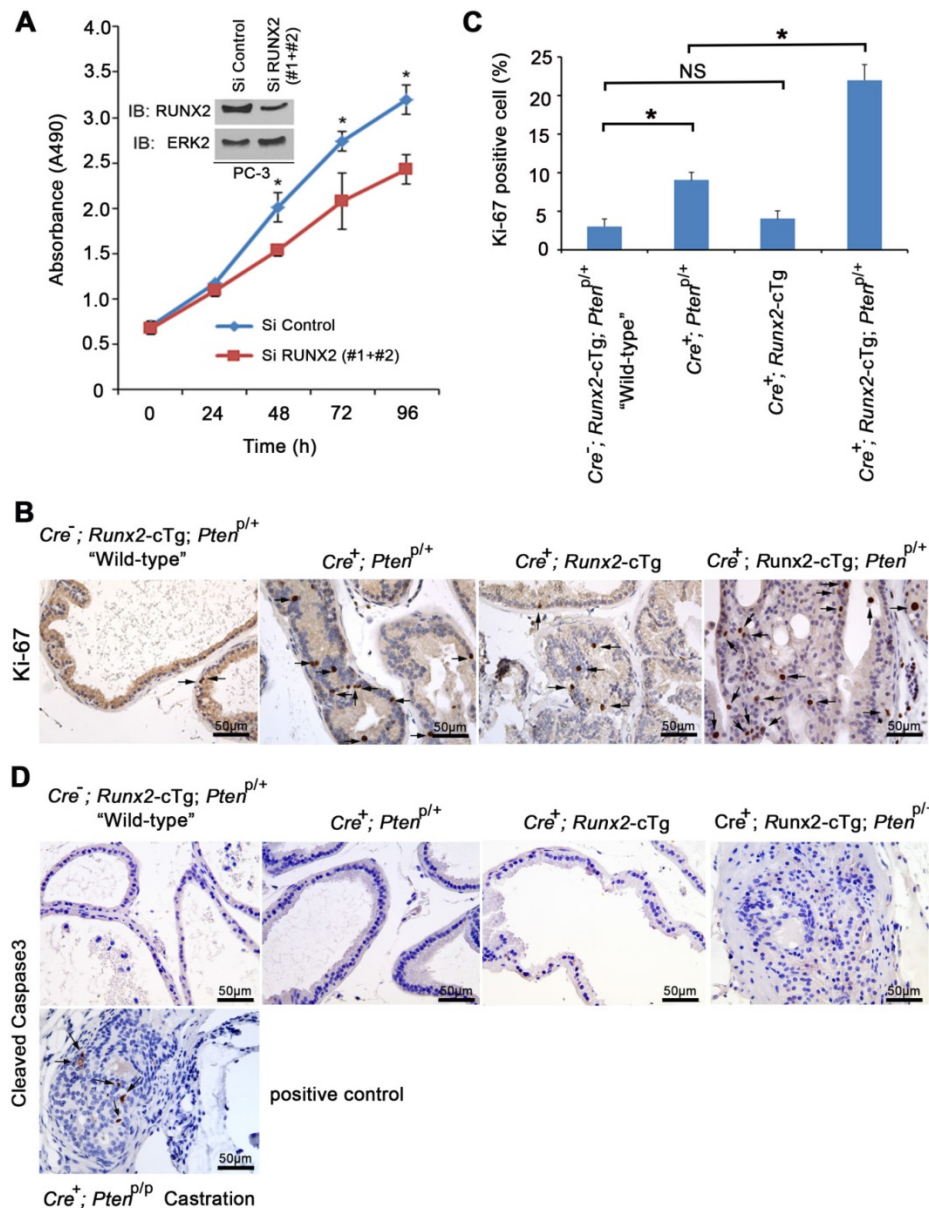 A
Absorbance (A490)
4.0
3.5
3.0
2.5
2.0
1.5
1.0
0.5
0
Si Control
Si RUNX2
(#1+#2)
IB: RUNX2
IB: ERK2
PC-3
*
*
*
Si Control
Si RUNX2 (#1+#2)
0 24 48 72 96
Time (h)
C
Ki-67 positive cell (%)
25
20
15
10
5
0
*
NS
*
Cre-; Runx2-cTg; Pten p/+
"Wild-type"
Cre+; Pten p/+
Cre+; Runx2-cTg
Cre+; Runx2-cTg; Pten p/+
B
Cre-; Runx2-cTg; Pten p/+
"Wild-type"
Cre+; Pten p/+
Cre+; Runx2-cTg
Cre+; Runx2-cTg; Pten p/+
Ki-67
50µm
50µm
50µm
50µm
D
Cre-; Runx2-cTg; Pten p/+
"Wild-type"
Cre+; Pten p/+
Cre+; Runx2-cTg
Cre+; Runx2-cTg; Pten p/
Cleaved Caspase3
50µm
50µm
50µm
50µm
50µm
positive control
Cre+; Pten p/p Castration